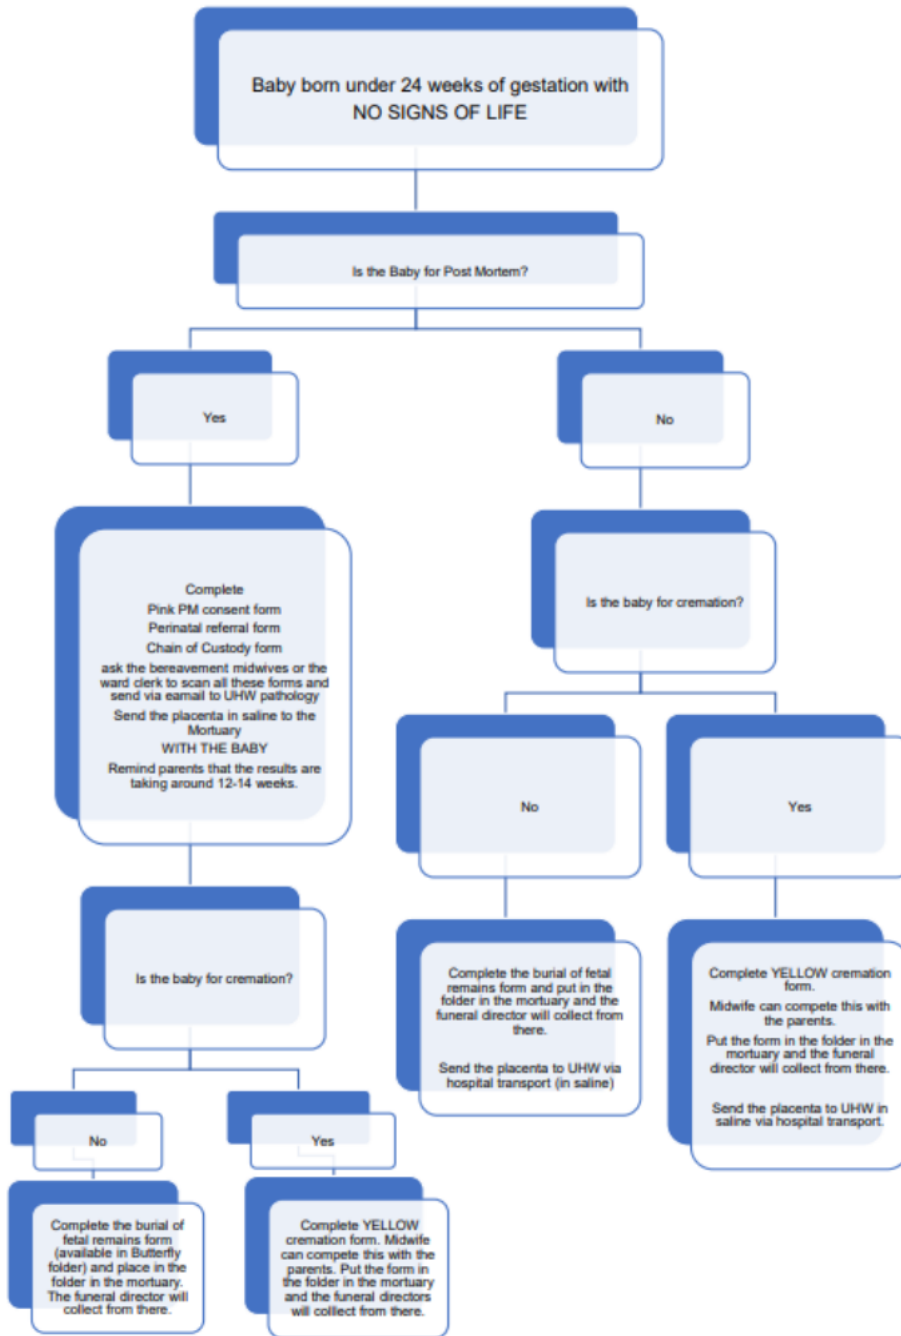 Baby born under 24 weeks of gestation with
NO SIGNS OF LIFE
Is the Baby for Post Mortem?
Yes
No
Complete
Pink PM consent form
Perinatal referral form
Chain of Custody form
ask the bereavement midwives or the
ward clerk to scan all these forms and
send via eamail to UHW pathology
Send the placenta in saline to the
Mortuary
WITH THE BABY
Remind parents that the results are
taking around 12-14 weeks.
Is the baby for cremation?
No
Yes
Is the baby for cremation?
Complete the burial of fetal
remains form and put in the
folder in the mortuary and the
funeral director will collect from
there.
Send the placenta to UHW via
hospital transport (in saline)
Complete YELLOW cremation
form.
Midwife can compete this with
the parents.
Put the form in the folder in the
mortuary and the funeral
director will collect from there.
Send the placenta to UHW in
saline via hospital transport.
No
Yes
Complete the burial of
fetal remains form
(available in Butterfly
folder) and place in the
folder in the mortuary.
The funeral director will
collect from there.
Complete YELLOW
cremation form. Midwife
can compete this with the
parents. Put the form in
the folder in the mortuary
and the funeral directors
will collect from there.